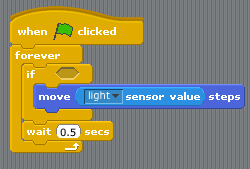 when clicked
forever
if
move light sensor value steps
wait 0.5 secs